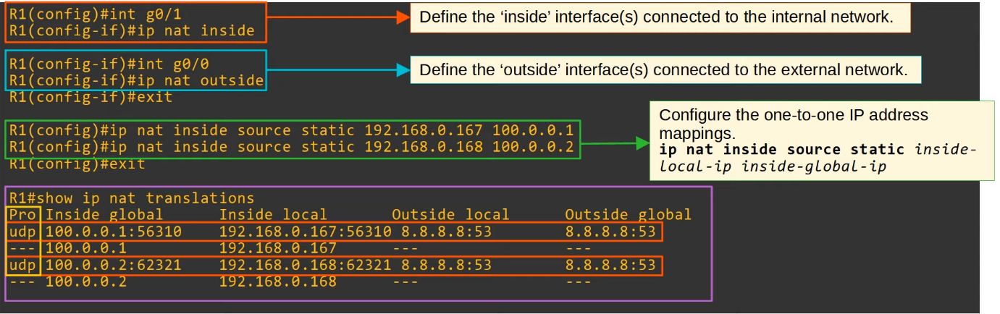 R1(config)#int g0/1
R1(config-if)#ip nat inside
Define the ‘inside’ interface(s) connected to the internal network.
R1(config-if)#int g0/0
R1(config-if)#ip nat outside
R1(config-if)#exit
Define the ‘outside’ interface(s) connected to the external network.
R1(config)#ip nat inside source static 192.168.0.167 100.0.0.1
R1(config)#ip nat inside source static 192.168.0.168 100.0.0.2
R1(config)#exit
Configure the one-to-one IP address
mappings.
ip nat inside source static inside-
local-ip inside-global-ip
R1#show ip nat translations
Pro Inside global Inside local Outside local Outside global
udp 100.0.0.1:56310 192.168.0.167:56310 8.8.8.8:53 8.8.8.8:53
--- 100.0.0.1 192.168.0.167 --- ---
udp 100.0.0.2:62321 192.168.0.168:62321 8.8.8.8:53 8.8.8.8:53
--- 100.0.0.2 192.168.0.168 --- ---